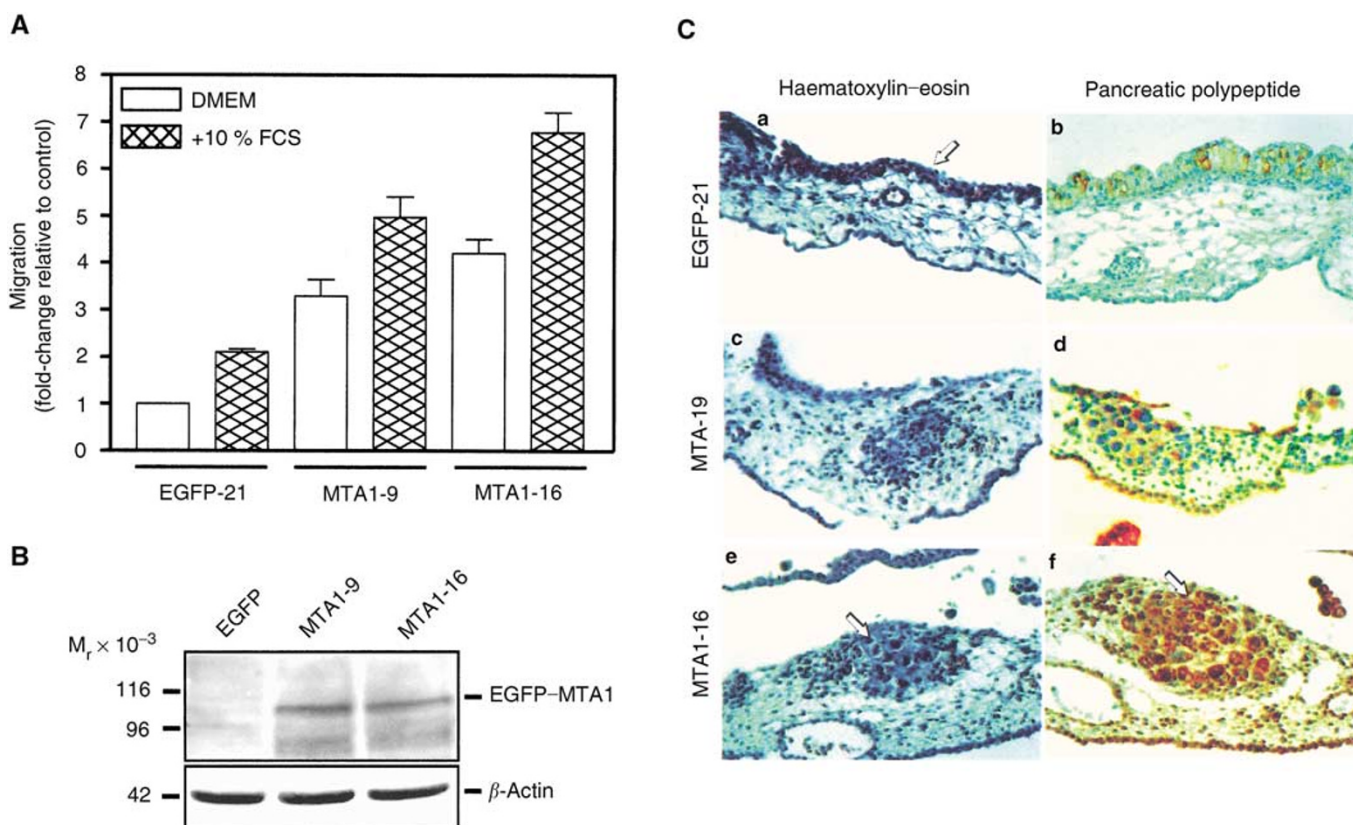 A
8
7
6
5
4
3
2
1
0
Migration
(fold-change relative to control)
DMEM
+10 % FCS
EGFP-21
MTA1-9
MTA1-16
B
EGFP
MTA1-9
MTA1-16
Mr × 10−3
116
96
42
EGFP–MTA1
β-Actin
C
Haematoxylin–eosin
Pancreatic polypeptide
EGFP-21
a
b
MTA-19
c
d
MTA1-16
e
f